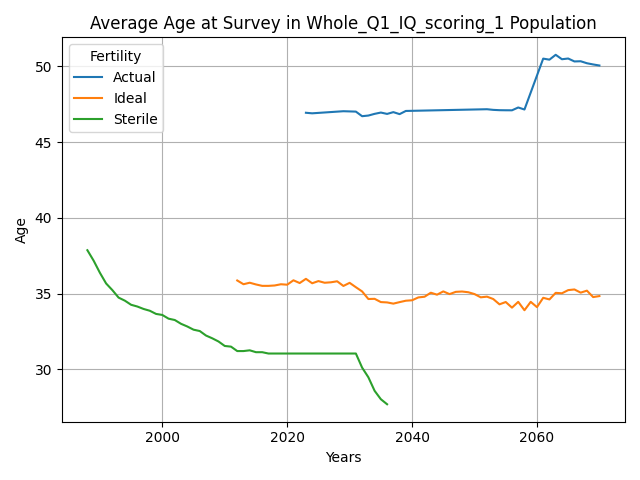 Average Age at Survey in Whole_Q1_IQ_scoring_1 Population
Fertility
Actual
Ideal
Sterile
Age
50
45
40
35
30
2000
2020
2040
2060
Years